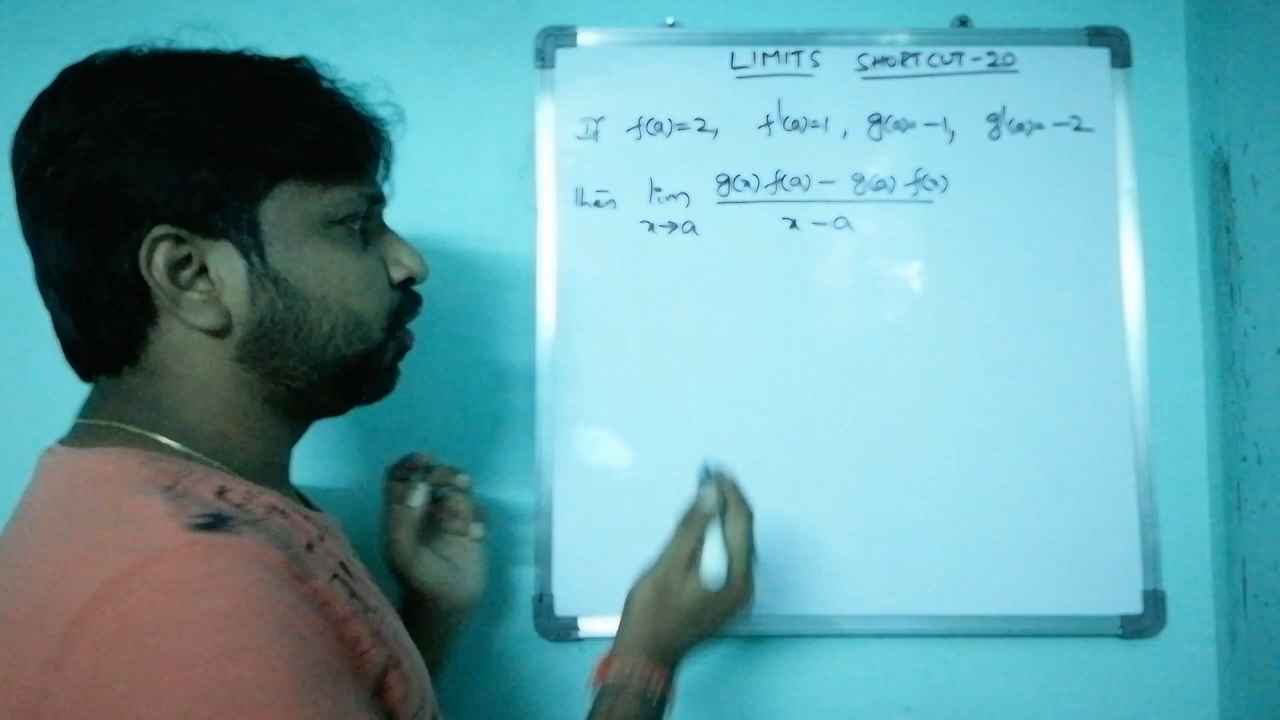 LIMITS SHORTCUT-20
If f(a)=2, f'(a)=1, g(a)=-1, g'(a)=-2
then lim g(x) f(a) - g(a) f(x)
x→a x-a